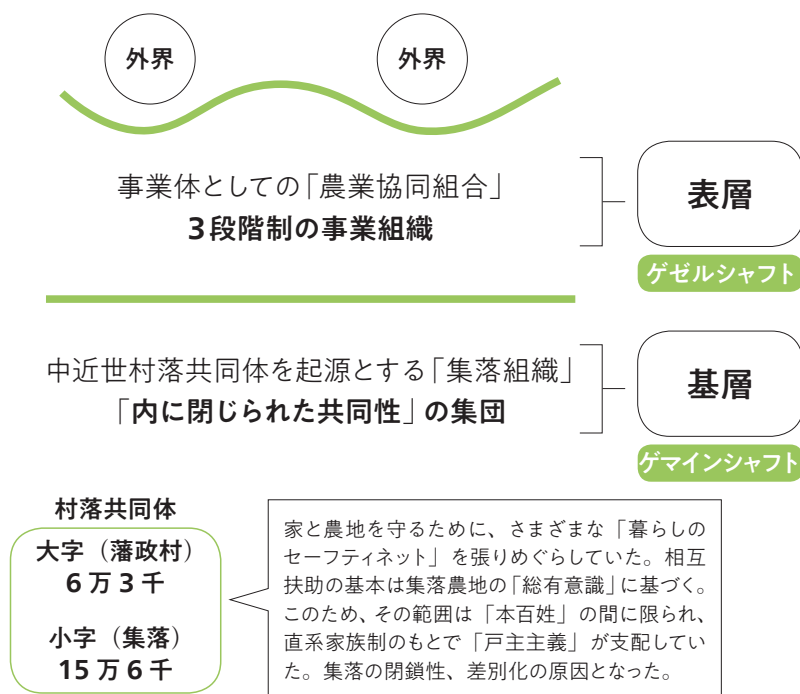 外界
外界
事業体としての「農業協同組合」
3段階制の事業組織
表層
ゲゼルシャフト
中近世村落共同体を起源とする「集落組織」
「内に閉じられた共同性」の集団
基層
ゲマインシャフト
村落共同体
大字（藩政村）
6万3千
小字（集落）
15万6千
家と農地を守るために、さまざまな「暮らしの
セーフティネット」を張りめぐらしていた。相互
扶助の基本は集落農地の「総有意識」に基づく。
このため、その範囲は「本百姓」の間に限られ、
直系家族制のもとで「戸主主義」が支配してい
た。集落の閉鎖性、差別化の原因となった。